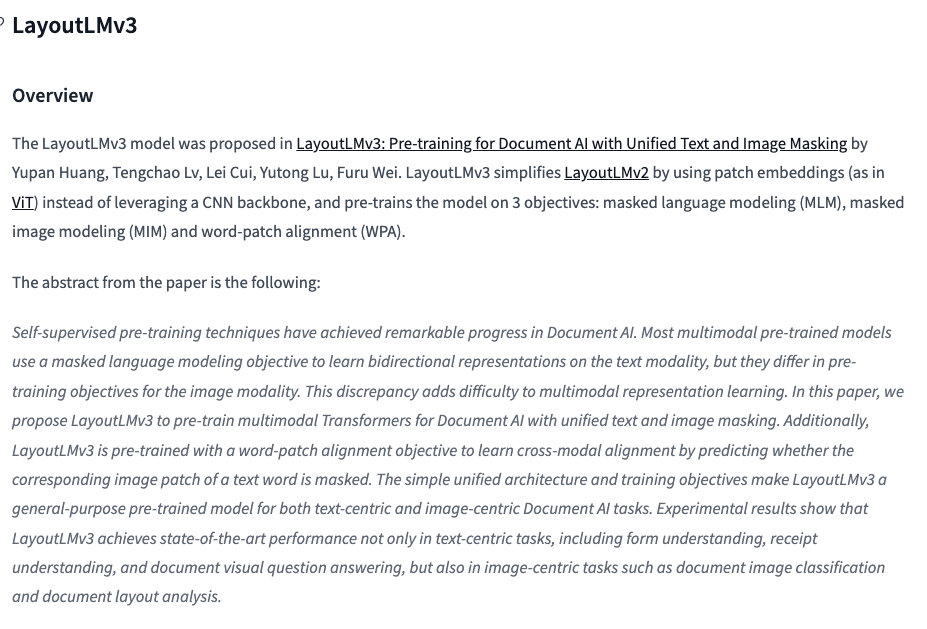 LayoutLMv3
Overview
The LayoutLMv3 model was proposed in LayoutLMv3: Pre-training for Document AI with Unified Text and Image Masking by
Yupan Huang, Tengchao Lv, Lei Cui, Yutong Lu, Furu Wei. LayoutLMv3 simplifies LayoutLMv2 by using patch embeddings (as in
ViT) instead of leveraging a CNN backbone, and pre-trains the model on 3 objectives: masked language modeling (MLM), masked
image modeling (MIM) and word-patch alignment (WPA).
The abstract from the paper is the following:
Self-supervised pre-training techniques have achieved remarkable progress in Document AI. Most multimodal pre-trained models
use a masked language modeling objective to learn bidirectional representations on the text modality, but they differ in pre-
training objectives for the image modality. This discrepancy adds difficulty to multimodal representation learning. In this paper, we
propose LayoutLMv3 to pre-train multimodal Transformers for Document AI with unified text and image masking. Additionally,
LayoutLMv3 is pre-trained with a word-patch alignment objective to learn cross-modal alignment by predicting whether the
corresponding image patch of a text word is masked. The simple unified architecture and training objectives make LayoutLMv3 a
general-purpose pre-trained model for both text-centric and image-centric Document AI tasks. Experimental results show that
LayoutLMv3 achieves state-of-the-art performance not only in text-centric tasks, including form understanding, receipt
understanding, and document visual question answering, but also in image-centric tasks such as document image classification
and document layout analysis.